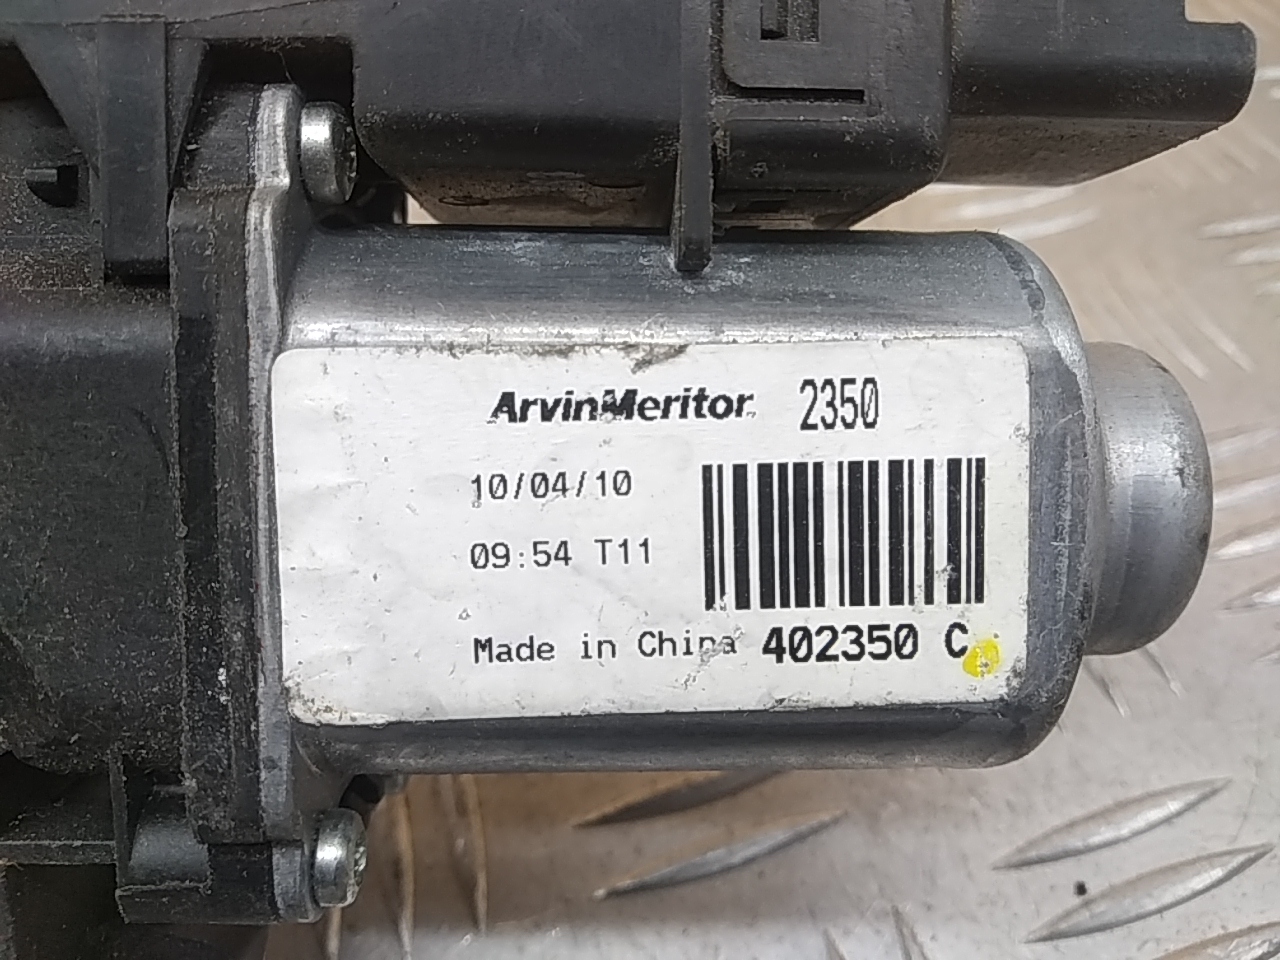 ArvinMeritor 2350
10/04/10
09:54 T11
Made in China 402350 C